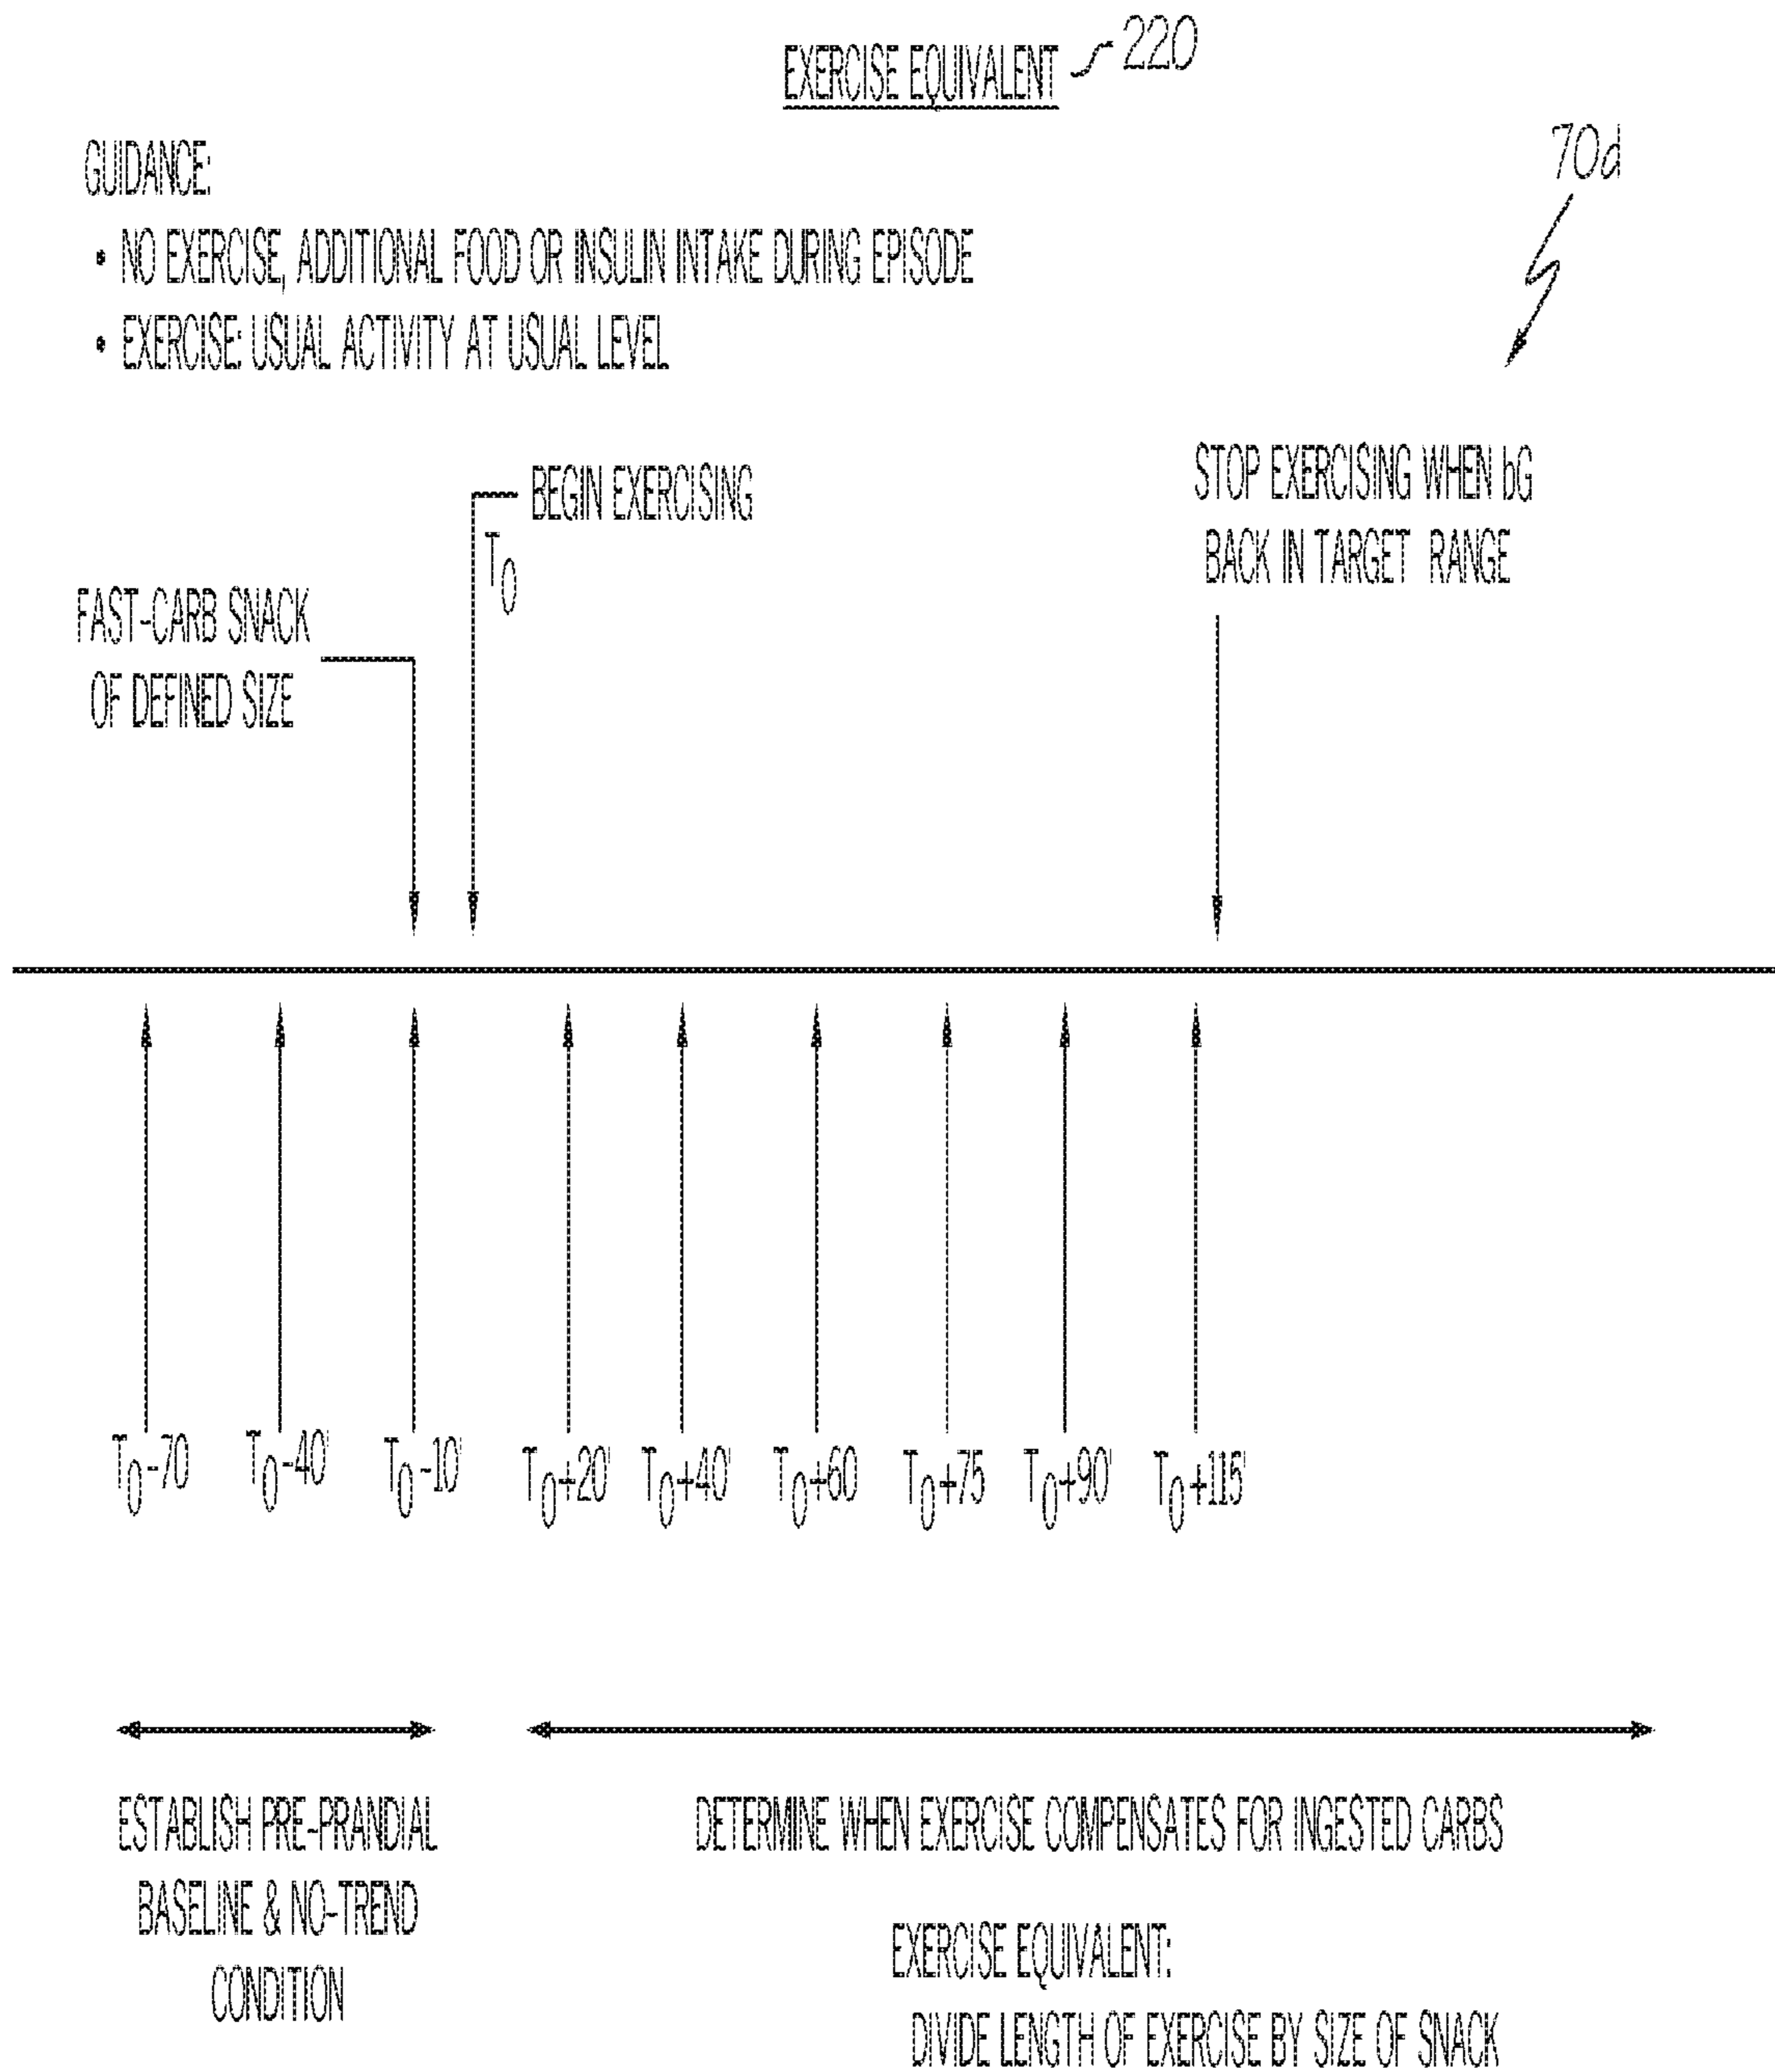 EXERCISE EQUIVALENT 220
70d
GUIDANCE:
• NO EXERCISE, ADDITIONAL FOOD OR INSULIN INTAKE DURING EPISODE
• EXERCISE: USUAL ACTIVITY AT USUAL LEVEL
BEGIN EXERCISING
T0
STOP EXERCISING WHEN bG
BACK IN TARGET RANGE
FAST-CARB SNACK
OF DEFINED SIZE
T0-70 T0-40' T0-10' T0+20' T0+40' T0+60 T0+75 T0+90' T0+115'
ESTABLISH PRE-PRANDIAL
BASELINE & NO-TREND
CONDITION
DETERMINE WHEN EXERCISE COMPENSATES FOR INGESTED CARBS
EXERCISE EQUIVALENT:
DIVIDE LENGTH OF EXERCISE BY SIZE OF SNACK